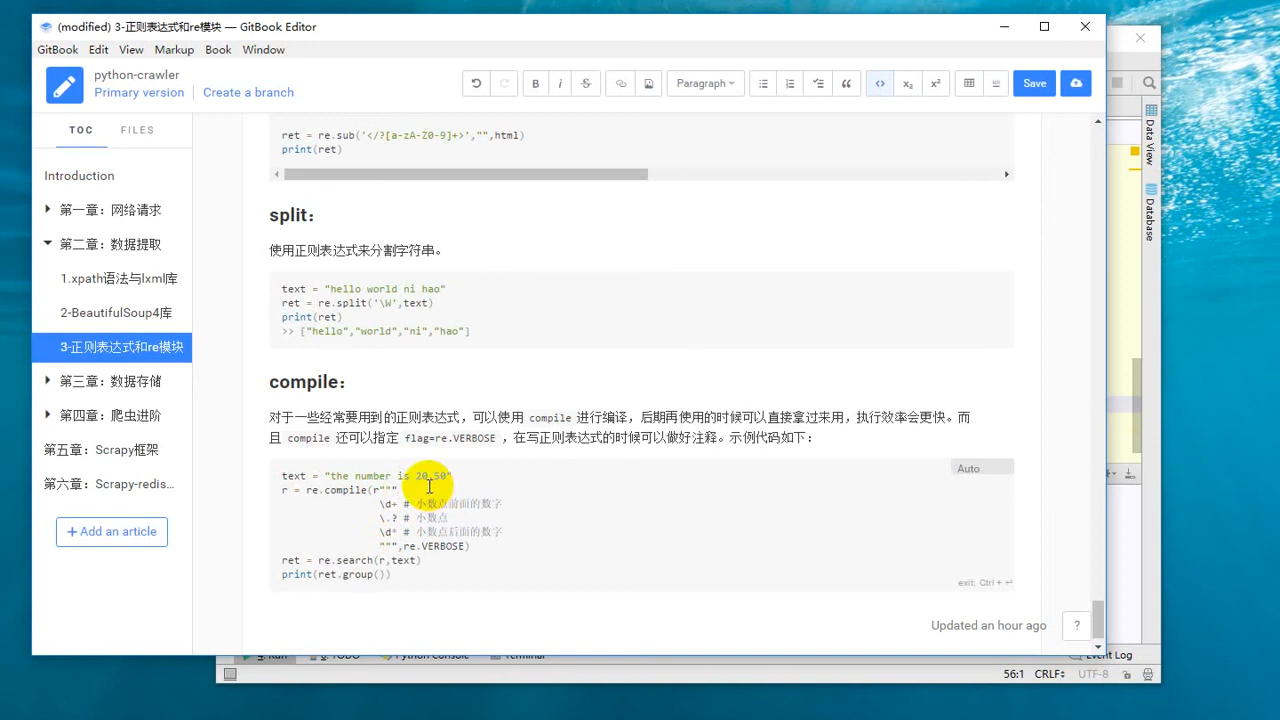 (modified) 3-正则表达式和re模块 — GitBook Editor
GitBook Edit View Markup Book Window
python-crawler
Primary version Create a branch
B i S Paragraph x₂ x² Save
TOC FILES
Introduction
第一章：网络请求
第二章：数据提取
1.xpath语法与lxml库
2-BeautifulSoup4库
3-正则表达式和re模块
第三章：数据存储
第四章：爬虫进阶
第五章：Scrapy框架
第六章：Scrapy-redis...
+ Add an article
ret = re.sub('</?[a-zA-Z0-9]+>',"",html)
print(ret)
split：
使用正则表达式来分割字符串。
text = "hello world ni hao"
ret = re.split('\W',text)
print(ret)
>> ["hello","world","ni","hao"]
compile：
对于一些经常要用到的正则表达式，可以使用 compile 进行编译，后期再使用的时候可以直接拿过来用，执行效率会更快。而
且 compile 还可以指定 flag=re.VERBOSE ，在写正则表达式的时候可以做好注释。示例代码如下：
Auto
text = "the number is 20.50"
r = re.compile(r"""
\d+ # 小数点前面的数字
\.? # 小数点
\d* # 小数点后面的数字
""",re.VERBOSE)
ret = re.search(r,text)
print(ret.group())
exit: Ctrl + ↵
Updated an hour ago ?
Data View
Database
Python Console Terminal Event Log
56:1 CRLF UTF-8